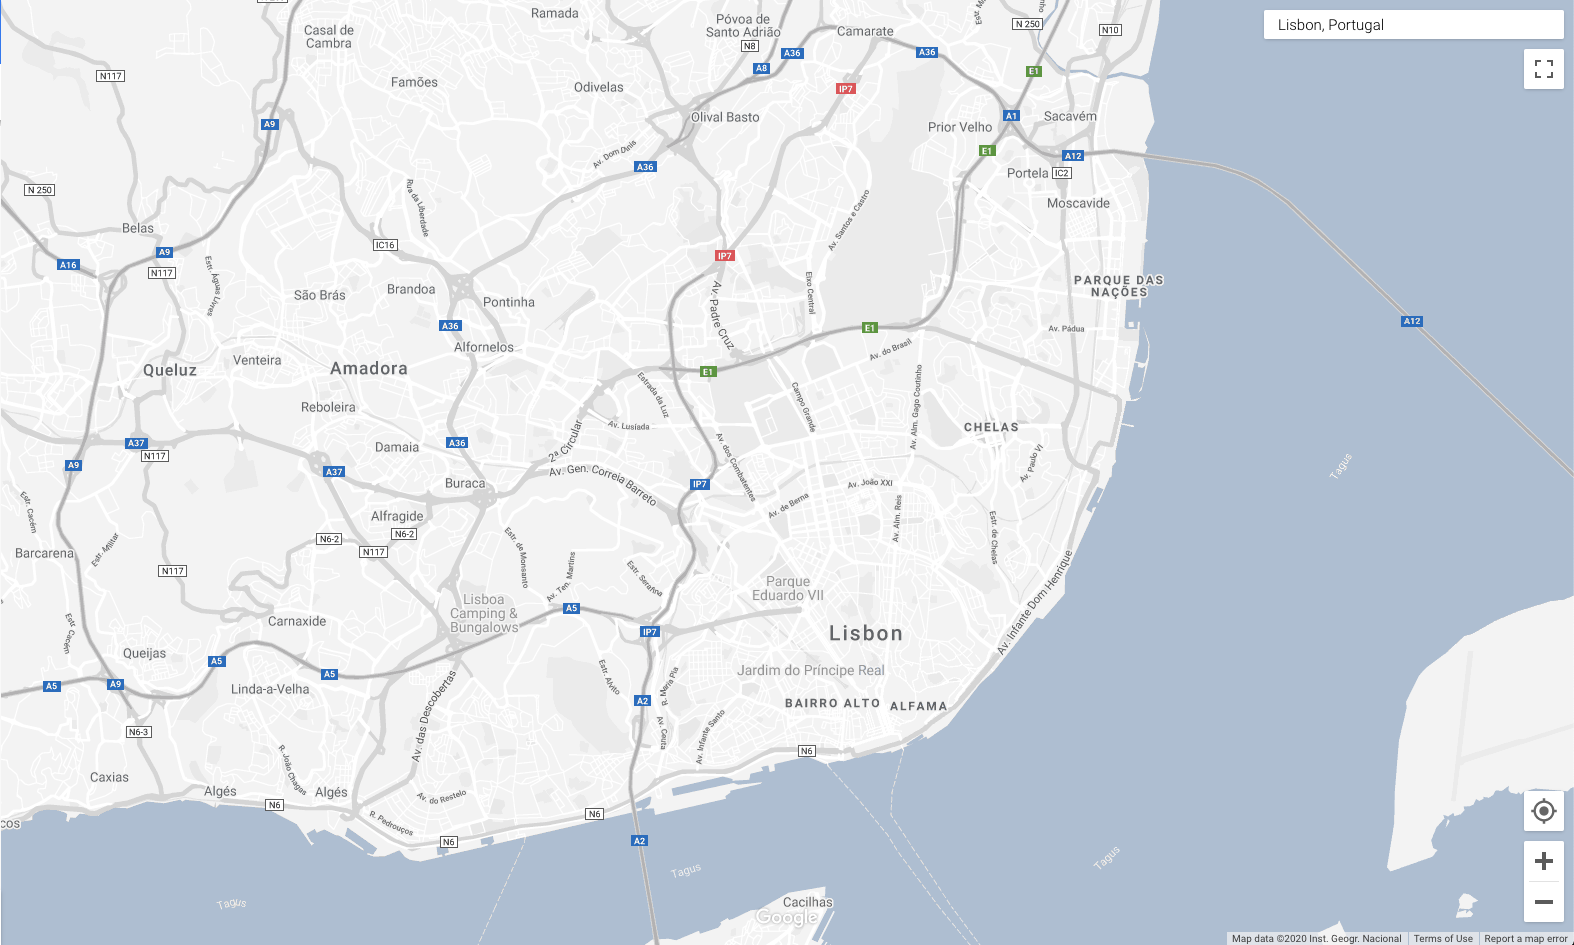 Lisbon, Portugal
Ramada
Póvoa de
Santo Adrião
N8
A36
Camarate
A36
N 250
N10
Casal de
Cambra
A8
E1
N117
Famões
Odivelas
IP7
A9
Olival Basto
A1
Sacavém
Prior Velho
Av. Dom Dinis
A36
E1
A12
Portela
IC2
N 250
Rua da Liberdade
Moscavide
Av. Santos e Castro
Belas
IC16
A9
IP7
A16
N117
Estr. Águas Livres
PARQUE DAS
NAÇÕES
São Brás
Brandoa
Pontinha
Av. Padre Cruz
Eixo Central
A36
E1
Av. Pádua
A12
Alfornelos
Av. do Brasil
Venteira
Queluz
Amadora
E1
Estrada da Luz
Campo Grande
Av. Alm. Gago Coutinho
Reboleira
Av. Lusíada
CHELAS
2ª Circular
A37
A36
Damaia
N117
Av. dos Combatentes
Av. Paulo VI
A9
A37
Av. Gen. Correia Barreto
Tagus
Buraca
IP7
Av. João XXI
Estr. Cacém
Alfragide
Av. de Berna
Av. Alm. Reis
N6-2
N6-2
Estr. de Chelas
Estr. Militar
Barcarena
N117
Estr. de Monsanto
N117
Av. Ten. Martins
Estr. Serafina
Parque
Eduardo VII
Av. Infante Dom Henrique
Lisboa
Camping &
Bungalows
A5
Carnaxide
Estr. Cacém
IP7
Lisbon
Queijas
A5
A5
Jardim do Príncipe Real
A5
A9
Linda-a-Velha
Estr. Alvito
R. Maria Pia
A2
BAIRRO ALTO
ALFAMA
Av. das Descobertas
N6-3
Av. Ceuta
Av. Infante Santo
N6
R. João Chagas
Caxias
Algés
Algés
N6
Av. do Restelo
cos
R. Pedrouços
N6
N6
A2
Tagus
Tagus
Tagus
Cacilhas
Google
Map data ©2020 Inst. Geogr. Nacional
Terms of Use
Report a map error